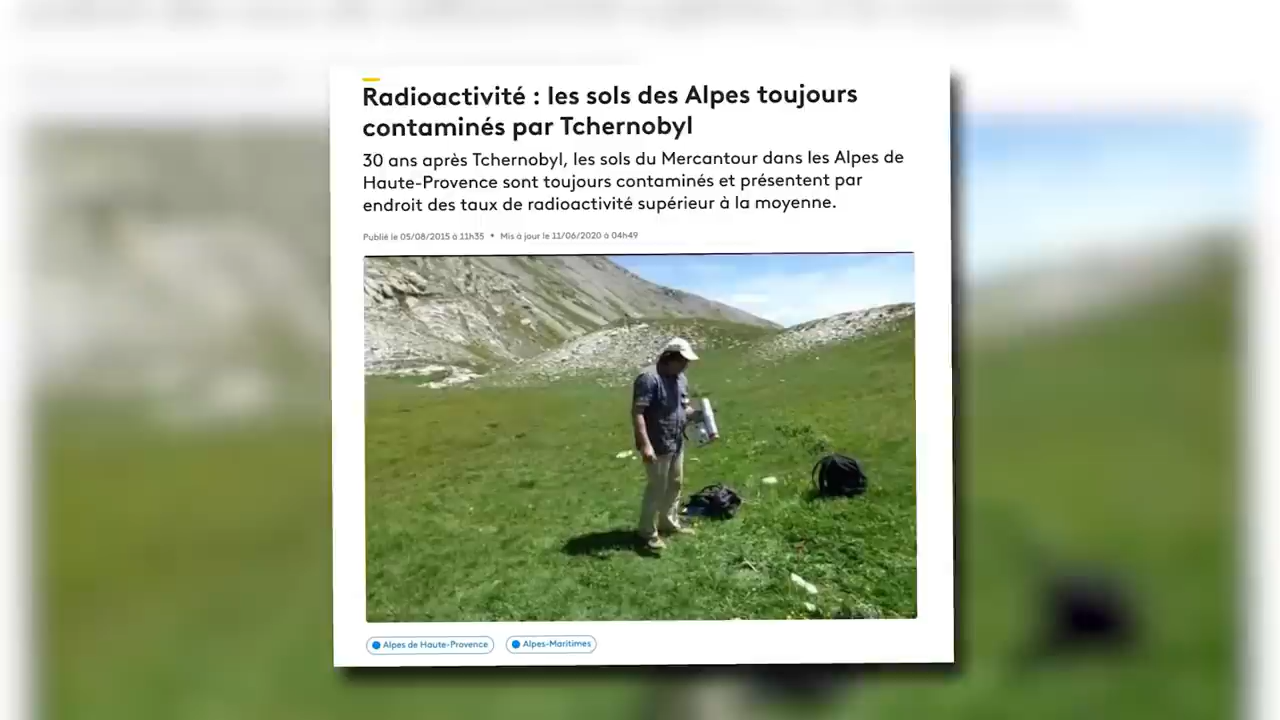 Radioactivité : les sols des Alpes toujours
contaminés par Tchernobyl
30 ans après Tchernobyl, les sols du Mercantour dans les Alpes de
Haute-Provence sont toujours contaminés et présentent par
endroit des taux de radioactivité supérieur à la moyenne.
Publié le 05/08/2015 à 11h35 • Mis à jour le 11/06/2020 à 04h49
Alpes de Haute-Provence
Alpes-Maritimes